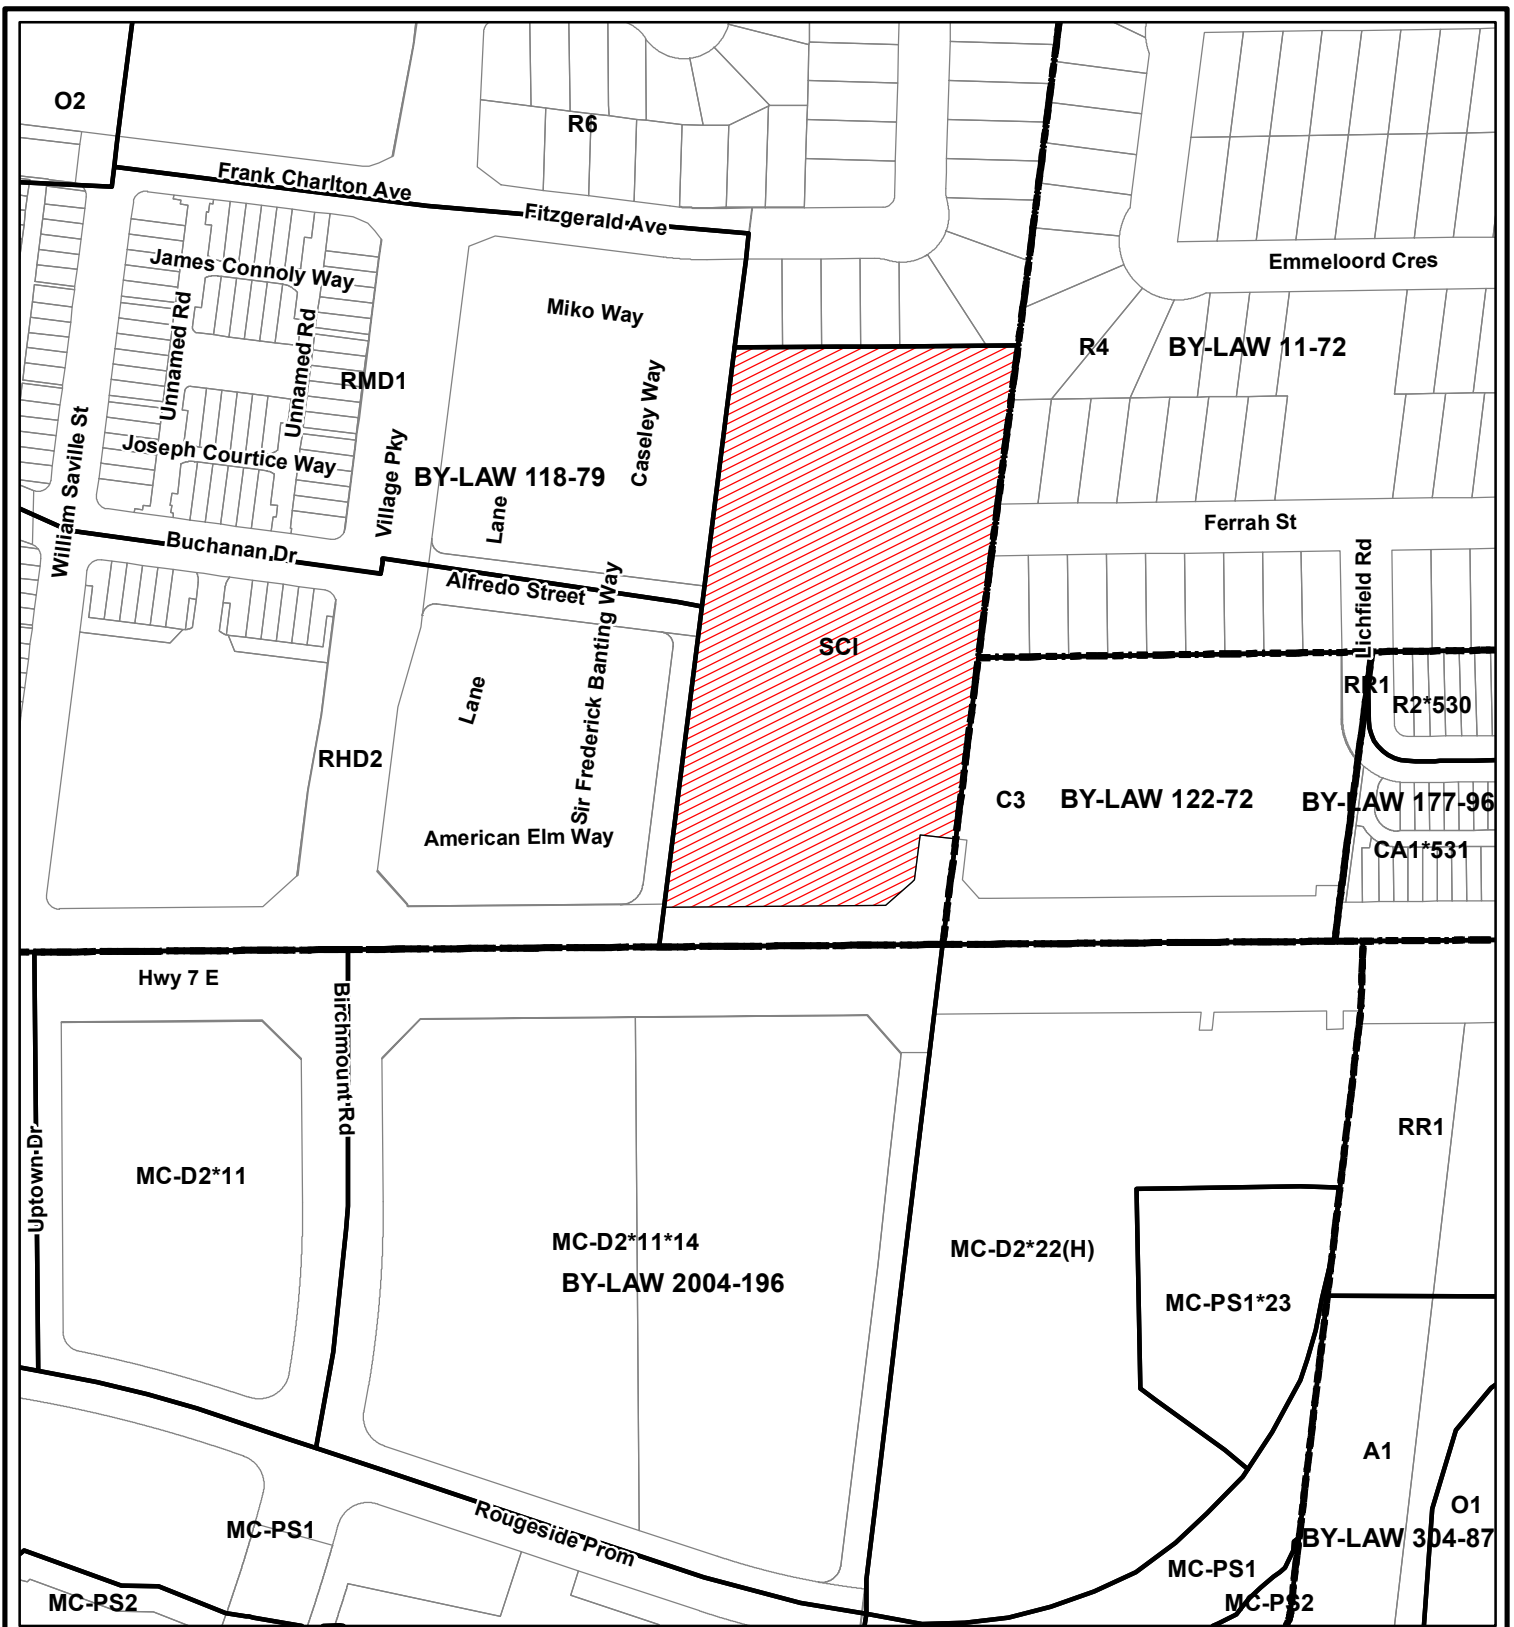 O2
R6
Frank Charlton Ave
Fitzgerald Ave
James Connoly Way
Emmeloord Cres
Unnamed Rd
Unnamed Rd
Miko Way
R4
BY-LAW 11-72
RMD1
Caseley Way
William Saville St
Joseph Courtice Way
Village Pky
BY-LAW 118-79
Lane
Ferrah St
Buchanan Dr
Alfredo Street
Lichfield Rd
SCI
Lane
Sir Frederick Banting Way
RR1
R2*530
RHD2
C3
BY-LAW 122-72
BY-LAW 177-96
American Elm Way
CA1*531
Hwy 7 E
Birchmount Rd
Uptown Dr
MC-D2*11
RR1
MC-D2*11*14
MC-D2*22(H)
BY-LAW 2004-196
MC-PS1*23
A1
O1
Rougeside Prom
MC-PS1
BY-LAW 304-87
MC-PS1
MC-PS2
MC-PS2